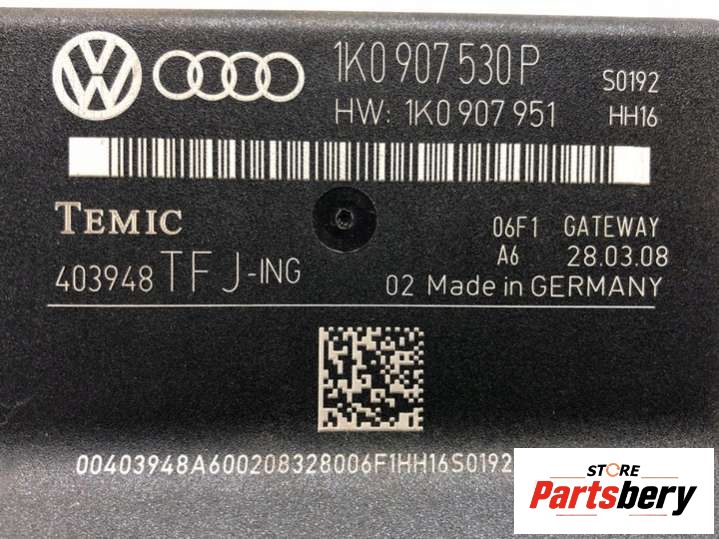 1K0 907 530 P
S0192
HW: 1K0 907 951
HH16
TEMIC
06F1 GATEWAY
A6 28.03.08
403948 TFJ-ING
02 Made in GERMANY
00403948A600208328006F1HH16S0192
STORE
Partsbery